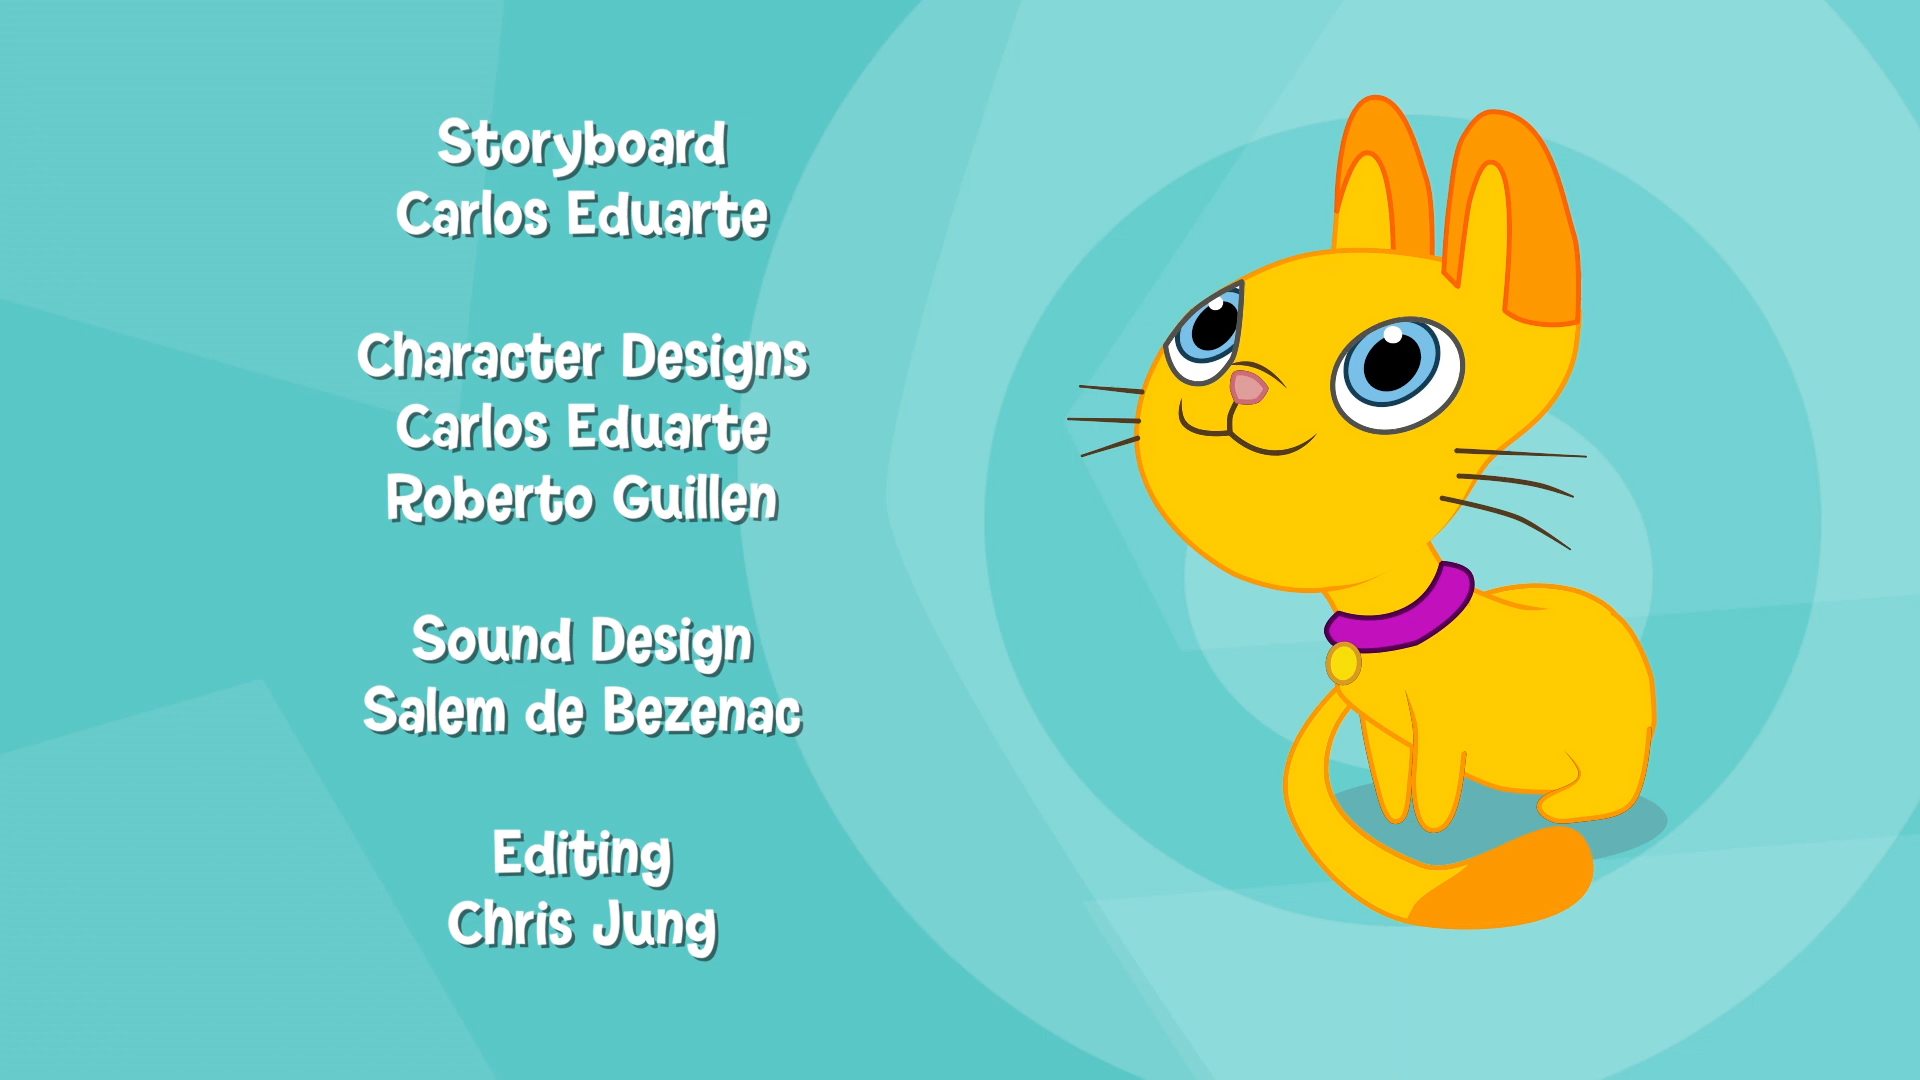 Storyboard
Carlos Eduarte
Character Designs
Carlos Eduarte
Roberto Guillen
Sound Design
Salem de Bezenac
Editing
Chris Jung